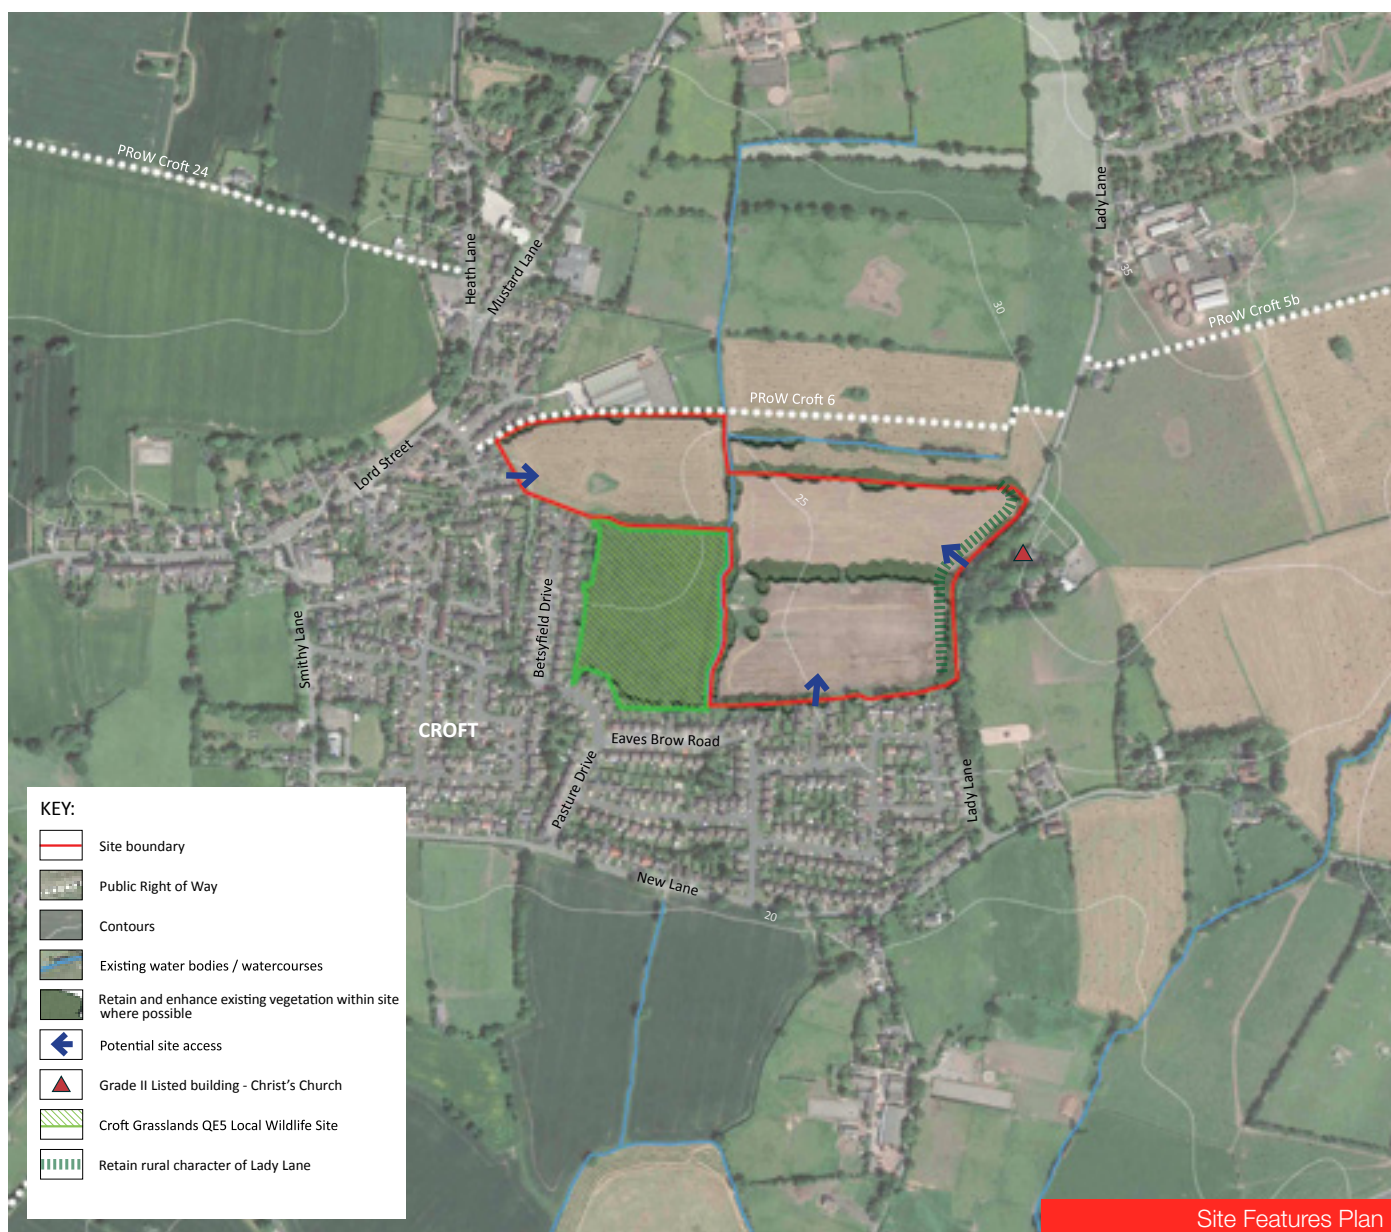 PRoW Croft 24
Heath Lane
Mustard Lane
Lady Lane
35
30
PRoW Croft 5b
PRoW Croft 6
Lord Street
25
Betsyfield Drive
Smithy Lane
CROFT
Eaves Brow Road
Pasture Drive
Lady Lane
New Lane
20
KEY:
Site boundary
Public Right of Way
Contours
Existing water bodies / watercourses
Retain and enhance existing vegetation within site
where possible
Potential site access
Grade II Listed building - Christ's Church
Croft Grasslands QE5 Local Wildlife Site
Retain rural character of Lady Lane
Site Features Plan